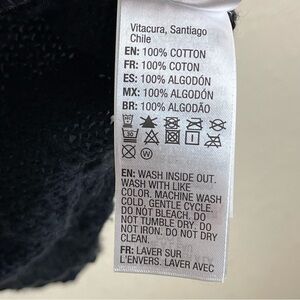 Vitacura, Santiago
Chile
EN: 100% COTTON
FR: 100% COTON
ES: 100% ALGODÓN
MX: 100% ALGODÓN
BR: 100% ALGODÃO
30
W
EN: WASH INSIDE OUT.
WASH WITH LIKE
COLOR. MACHINE WASH
COLD, GENTLE CYCLE.
DO NOT BLEACH. DO
NOT TUMBLE DRY. DO
NOT IRON. DO NOT DRY
CLEAN.
FR: LAVER SUR
L'ENVERS. LAVER AVEC